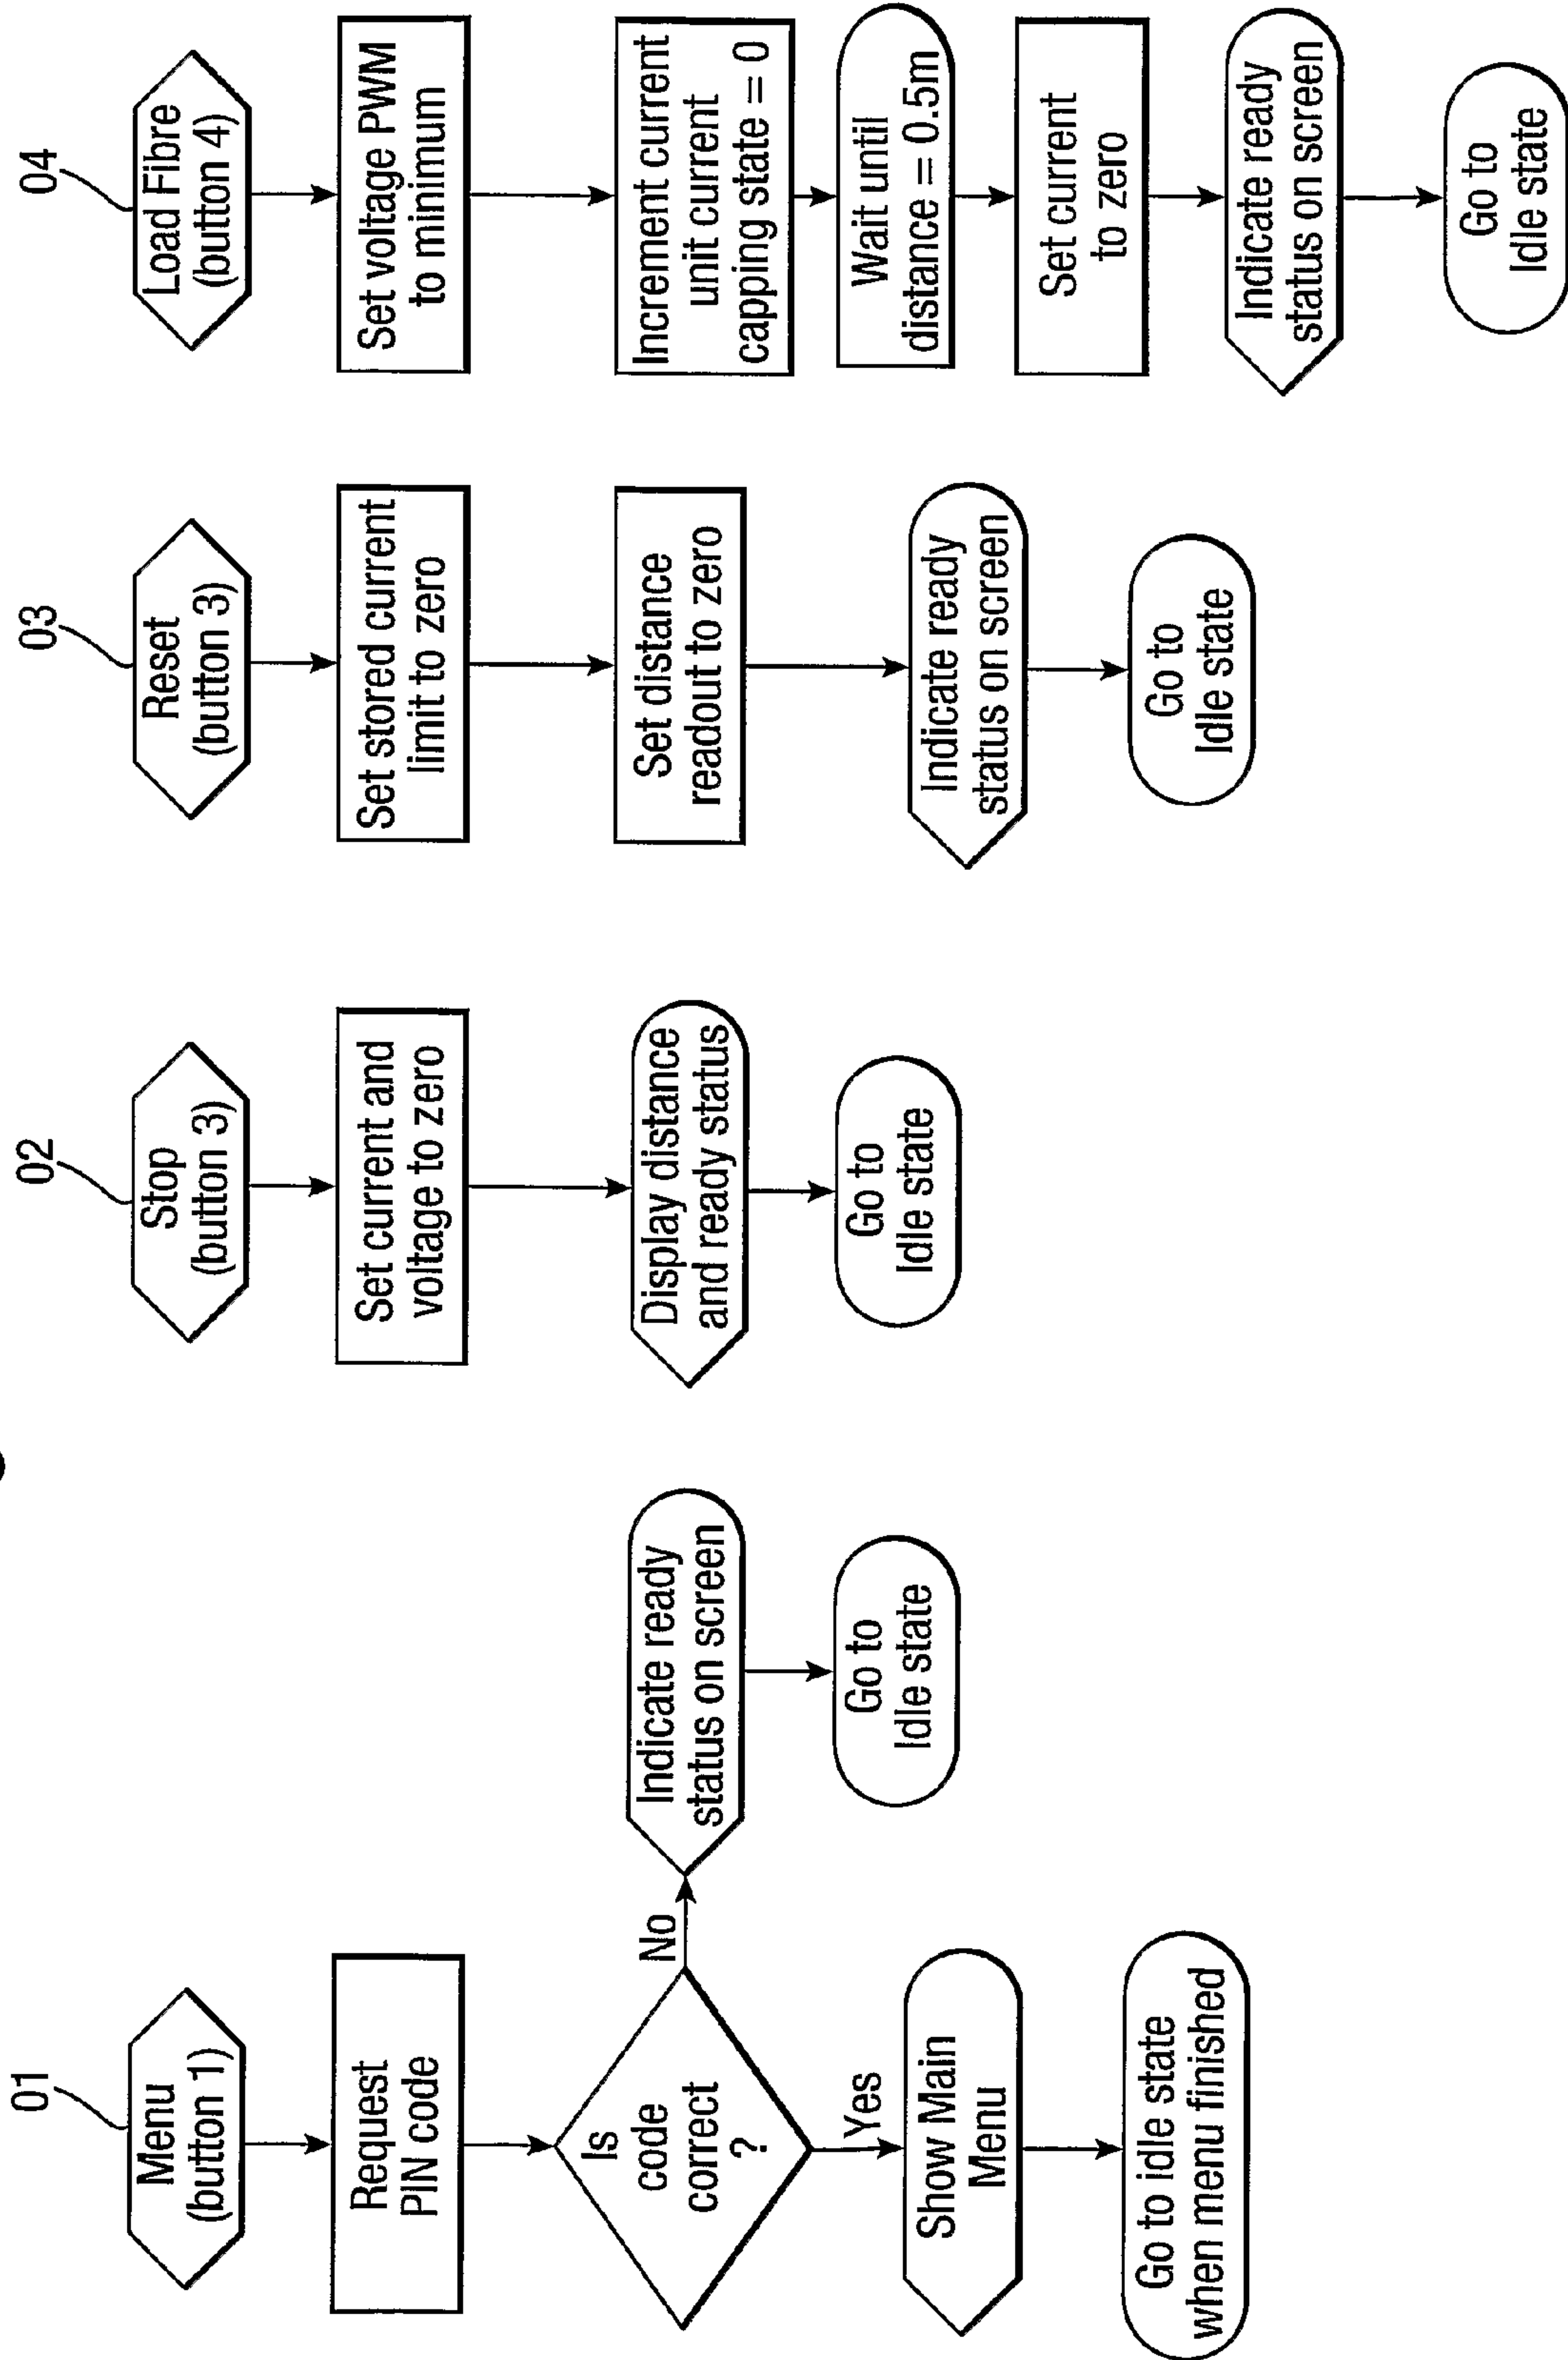 01
Menu
(button 1)
Request
PIN code
Is
code
correct
?
No
Indicate ready
status on screen
Go to
Idle state
Yes
Show Main
Menu
Go to idle state
when menu finished
02
Stop
(button 3)
Set current and
voltage to zero
Display distance
and ready status
Go to
Idle state
03
Reset
(button 3)
Set stored current
limit to zero
Set distance
readout to zero
Indicate ready
status on screen
Go to
Idle state
04
Load Fibre
(button 4)
Set voltage PWM
to minimum
Increment current
unit current
capping state = 0
Wait until
distance = 0.5m
Set current
to zero
Indicate ready
status on screen
Go to
Idle state